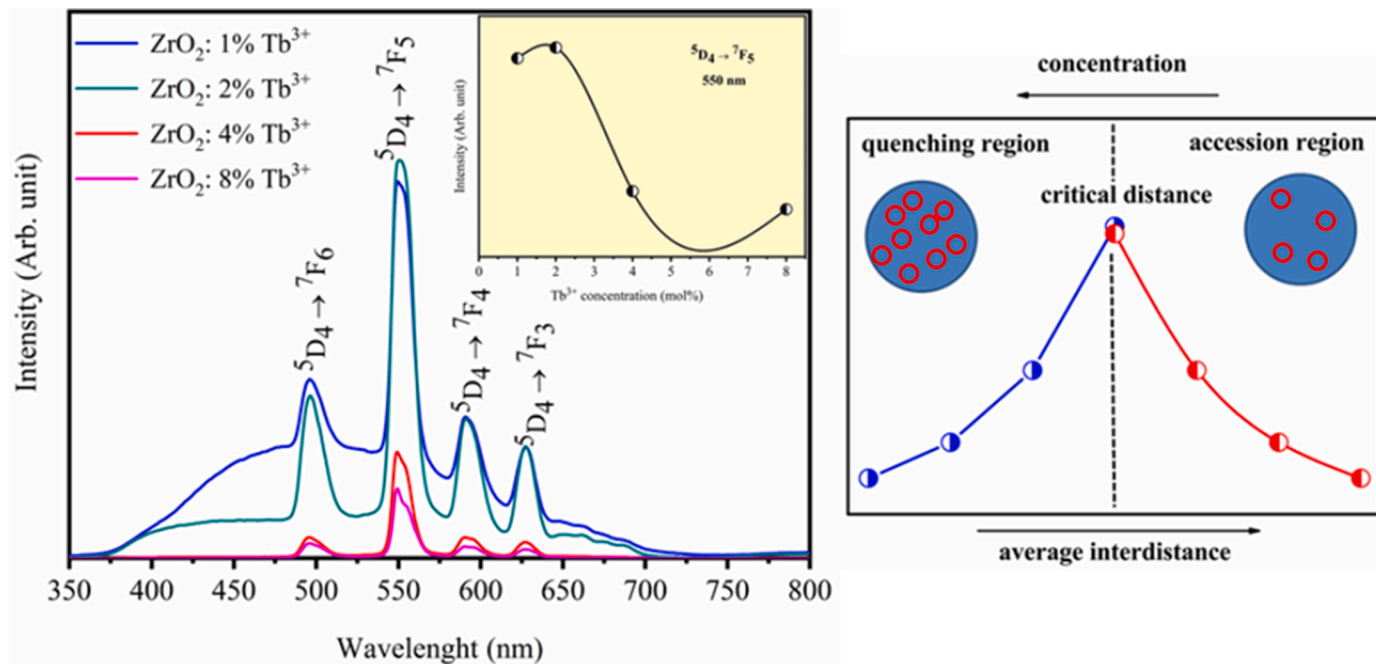 ZrO₂: 1% Tb³⁺
ZrO₂: 2% Tb³⁺
ZrO₂: 4% Tb³⁺
ZrO₂: 8% Tb³⁺
⁵D₄ → ⁷F₆
⁵D₄ → ⁷F₅
⁵D₄ → ⁷F₄
⁵D₄ → ⁷F₃
Intensity (Arb. unit)
350 400 450 500 550 600 650 700 750 800
Wavelenght (nm)
⁵D₄ → ⁷F₅
550 nm
Intensity (Arb. unit)
0 1 2 3 4 5 6 7 8
Tb³⁺ concentration (mol%)
concentration
quenching region
accession region
critical distance
average interdistance